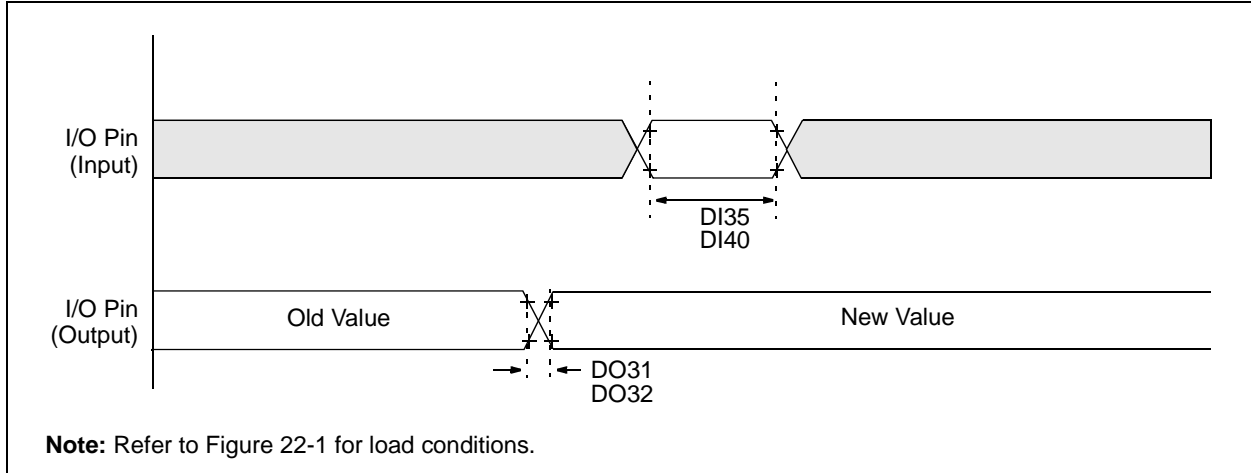 I/O Pin
(Input)
DI35
DI40
I/O Pin
(Output)
Old Value
New Value
DO31
DO32
Note: Refer to Figure 22-1 for load conditions.